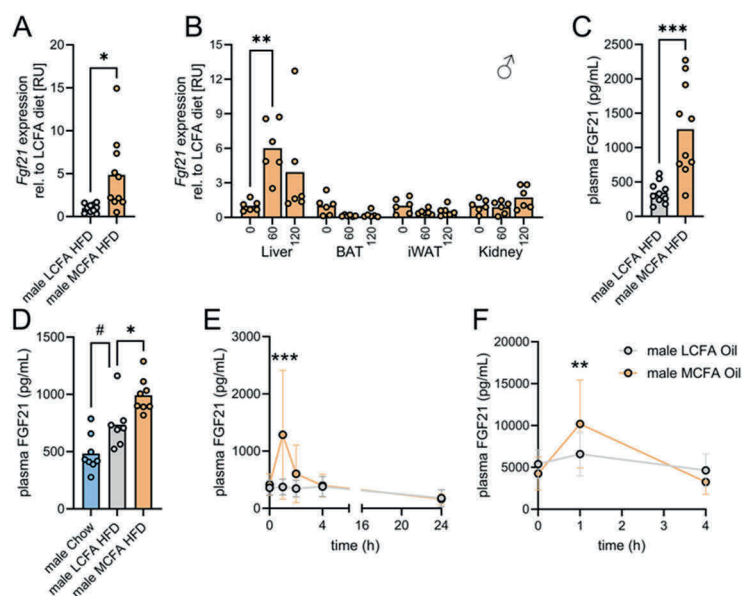 A
Fgf21 expression
rel. to LCFA diet [RU]
20
15
10
5
0
*
male LCFA HFD
male MCFA HFD
B
Fgf21 expression
rel. to LCFA diet [RU]
15
12
9
6
3
0
**
♂
0 60 120 0 60 120 0 60 120 0 60 120
Liver BAT iWAT Kidney
C
plasma FGF21 (pg/mL)
2500
2000
1500
1000
500
0
***
male LCFA HFD
male MCFA HFD
D
plasma FGF21
(pg/mL)
1500
1000
500
0
# *
male Chow
male LCFA HFD
male MCFA HFD
E
plasma FGF21 (pg/mL)
3000
2000
1000
0
***
0 4 16 20 24
time (h)
F
plasma FGF21 (pg/mL)
20000
15000
10000
5000
0
**
male LCFA Oil
male MCFA Oil
0 1 2 3 4
time (h)